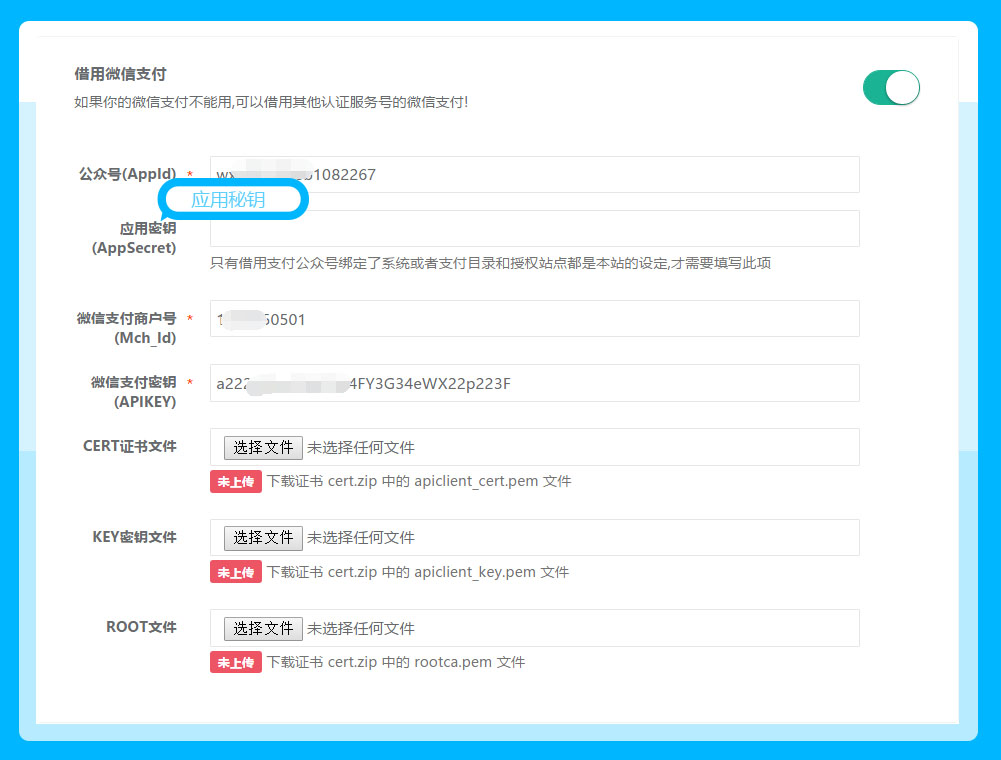 借用微信支付
如果你的微信支付不能用,可以借用其他认证服务号的微信支付!
公众号(AppId) * wx b1082267
应用秘钥
应用密钥
(AppSecret)
只有借用支付公众号绑定了系统或者支付目录和授权站点都是本站的设定,才需要填写此项
微信支付商户号 * 1 50501
(Mch_Id)
微信支付密钥 * a222 4FY3G34eWX22p223F
(APIKEY)
CERT证书文件 选择文件 未选择任何文件
未上传 下载证书 cert.zip 中的 apiclient_cert.pem 文件
KEY密钥文件 选择文件 未选择任何文件
未上传 下载证书 cert.zip 中的 apiclient_key.pem 文件
ROOT文件 选择文件 未选择任何文件
未上传 下载证书 cert.zip 中的 rootca.pem 文件